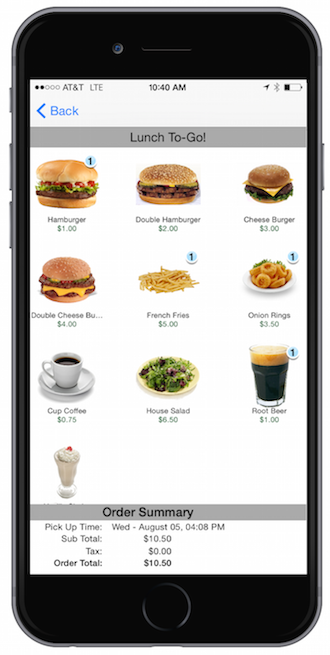 AT&T LTE 10:40 AM
Back
Lunch To-Go!
1
Hamburger Double Hamburger Cheese Burger
$1.00 $2.00 $3.00
1 1
Double Cheese Bu... French Fries Onion Rings
$4.00 $5.00 $3.50
1
Cup Coffee House Salad Root Beer
$0.75 $6.50 $1.00
Order Summary
Pick Up Time: Wed - August 05, 04:08 PM
Sub Total: $10.50
Tax: $0.00
Order Total: $10.50